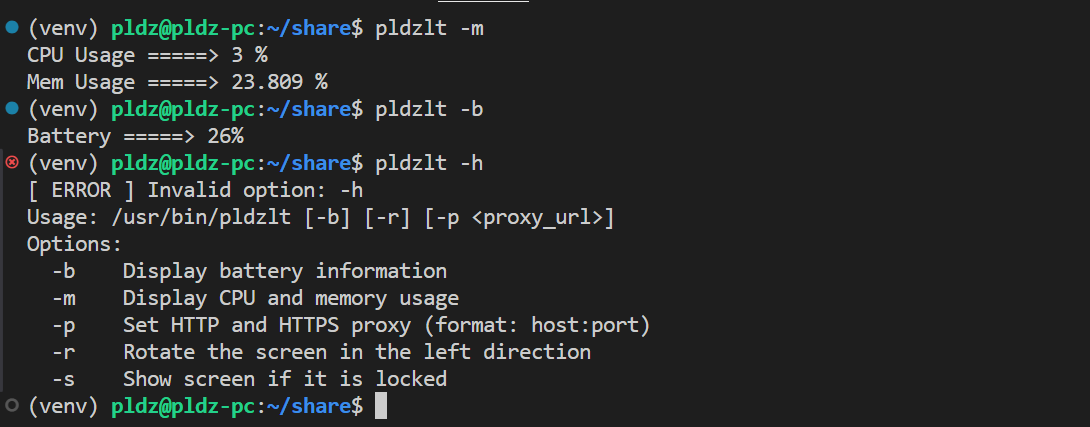 (venv) pldz@pldz-pc:~/share$ pldzlt -m
CPU Usage =====> 3 %
Mem Usage =====> 23.809 %
(venv) pldz@pldz-pc:~/share$ pldzlt -b
Battery =====> 26%
(venv) pldz@pldz-pc:~/share$ pldzlt -h
[ ERROR ] Invalid option: -h
Usage: /usr/bin/pldzlt [-b] [-r] [-p <proxy_url>]
Options:
  -b    Display battery information
  -m    Display CPU and memory usage
  -p    Set HTTP and HTTPS proxy (format: host:port)
  -r    Rotate the screen in the left direction
  -s    Show screen if it is locked
(venv) pldz@pldz-pc:~/share$